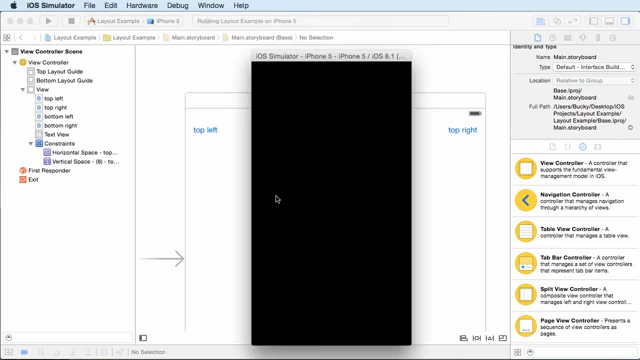 iOS Simulator File Edit Hardware Debug Window Help
Layout Example iPhone 5
Running Layout Example on iPhone 5
Layout Example Layout Example Main.storyboard Main.storyboard (Base) No Selection
View Controller Scene
View Controller
Top Layout Guide
Bottom Layout Guide
View
top left
top right
bottom left
bottom right
Text View
Constraints
Horizontal Space - top...
Vertical Space - (8) - to...
First Responder
Exit
iOS Simulator - iPhone 5 - iPhone 5 / iOS 8.1 (...
top left
top right
Identity and Type
Name Main.storyboard
Type Default - Interface Build...
Location Relative to Group
Base.lproj/
Main.storyboard
Full Path /Users/Bucky/Desktop/iOS
Projects/Layout Example/
Layout Example/Base.lproj/
Main.storyboard
View Controller - A controller that
supports the fundamental view-
management model in iOS.
Navigation Controller - A
controller that manages navigation
through a hierarchy of views.
Table View Controller - A
controller that manages a table view.
Tab Bar Controller - A controller
that manages a set of view controllers
that represent tab bar items.
Split View Controller - A
composite view controller that
manages left and right view controll...
Page View Controller - Presents a
sequence of view controllers as
pages.
No Selection